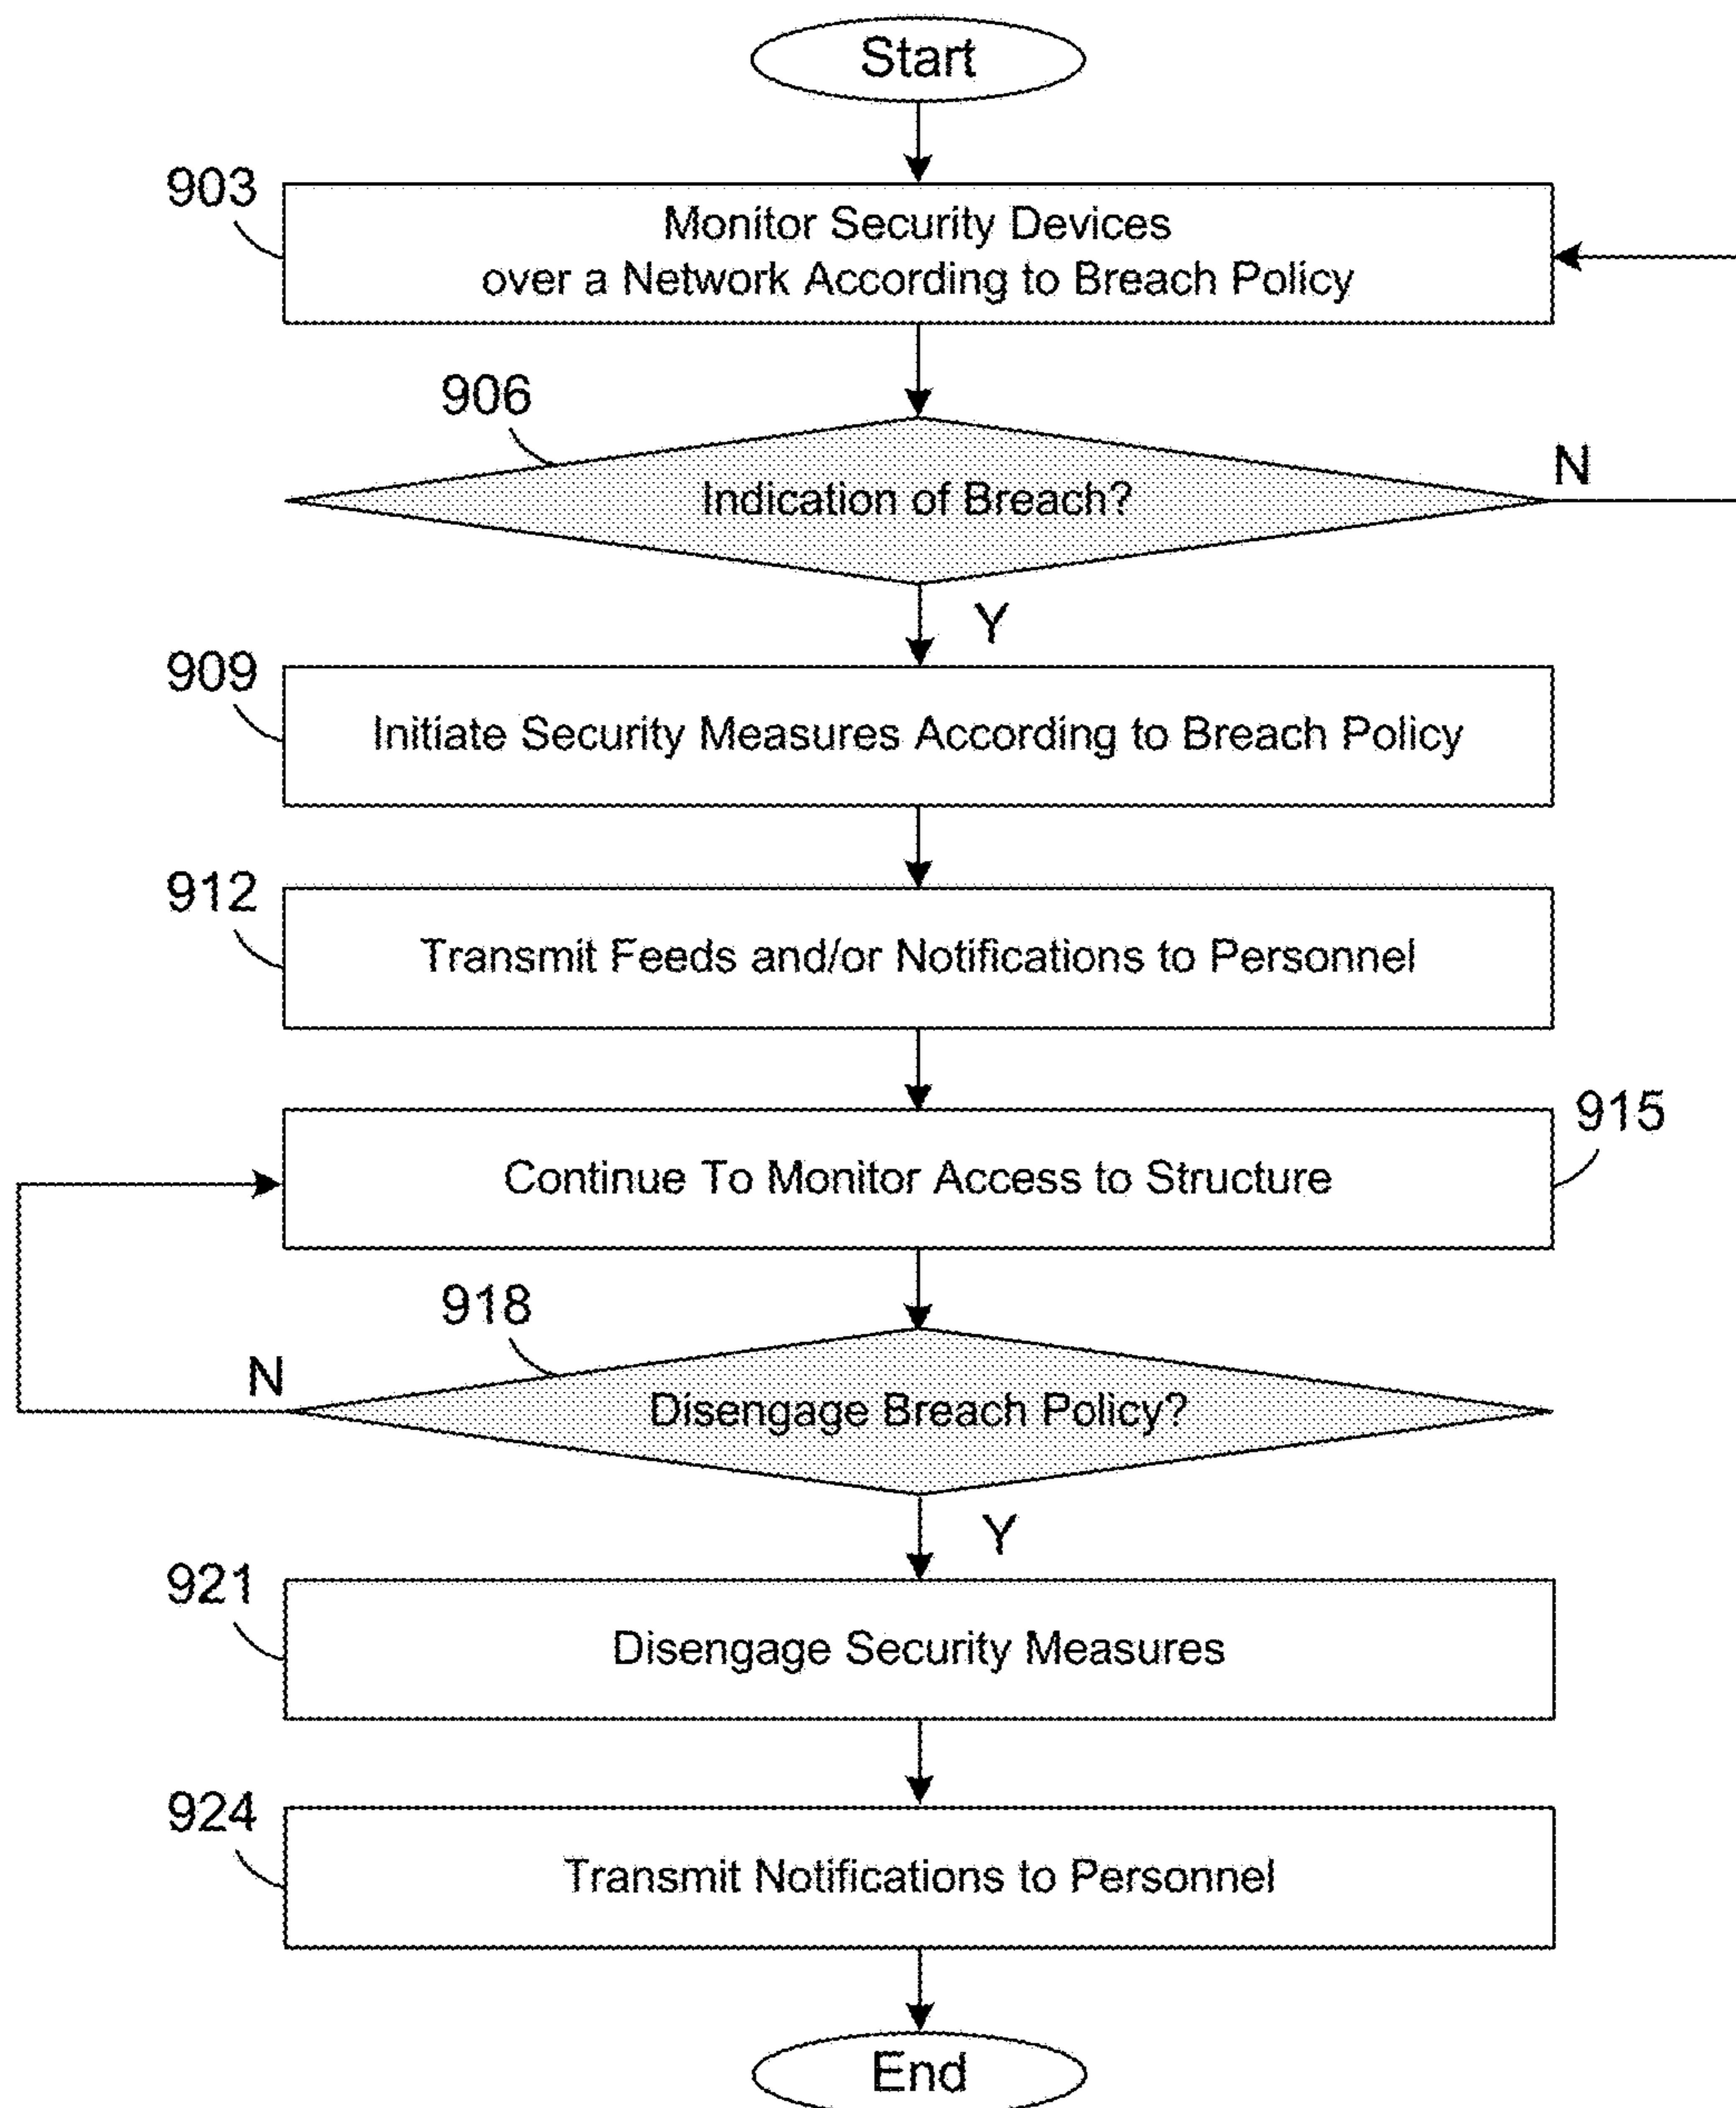 Start
903
Monitor Security Devices
over a Network According to Breach Policy
906
N
Indication of Breach?
Y
909
Initiate Security Measures According to Breach Policy
912
Transmit Feeds and/or Notifications to Personnel
915
Continue To Monitor Access to Structure
918
N
Disengage Breach Policy?
Y
921
Disengage Security Measures
924
Transmit Notifications to Personnel
End